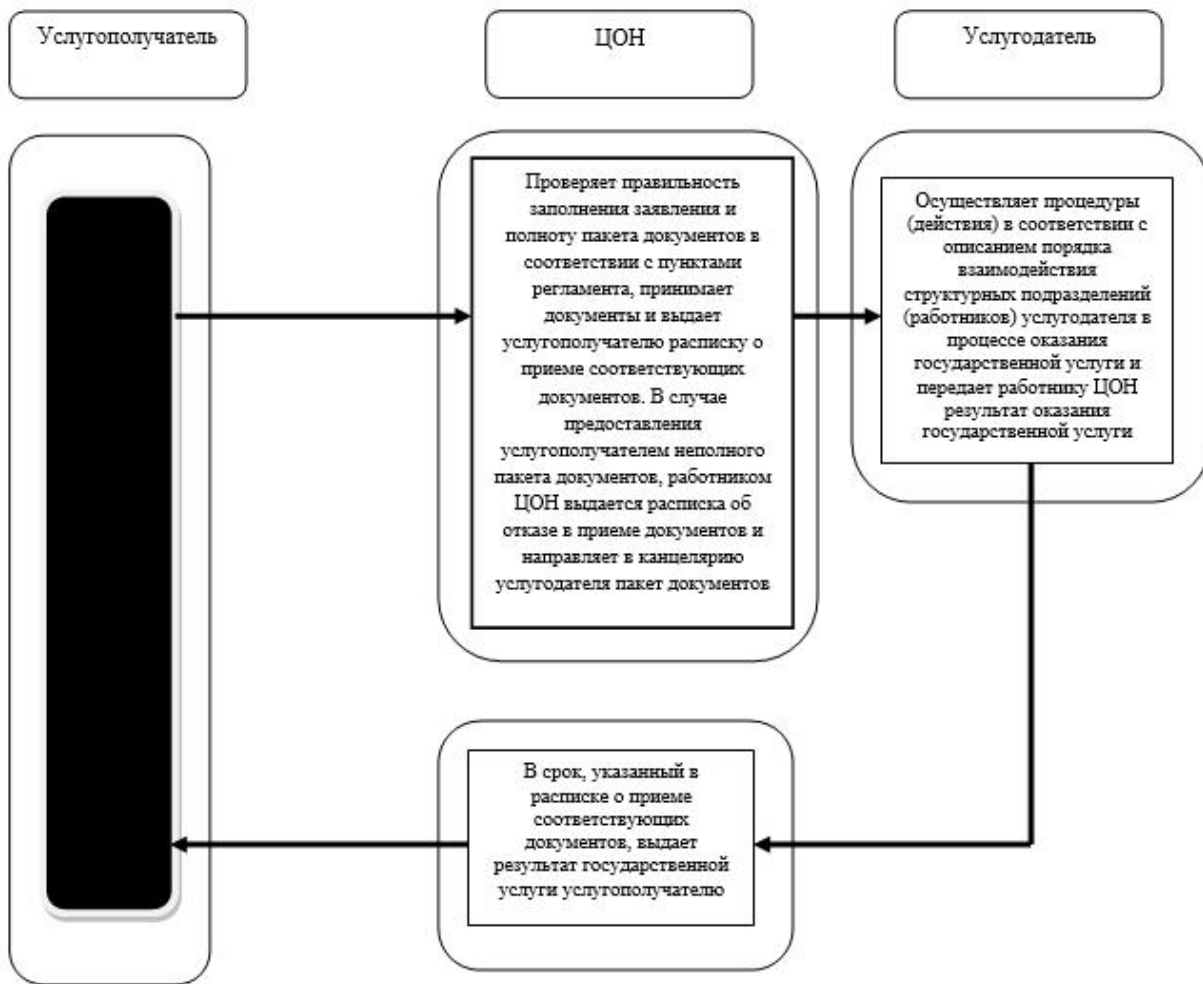 Услугополучатель
ЦОН
Услугодатель
Проверяет правильность
заполнения заявления и
полноту пакета документов в
соответствии с пунктами
регламента, принимает
документы и выдает
услугополучателю расписку о
приеме соответствующих
документов. В случае
предоставления
услугополучателем неполного
пакета документов, работником
ЦОН выдается расписка об
отказе в приеме документов и
направляет в канцелярию
услугодателя пакет документов
Осуществляет процедуры
(действия) в соответствии с
описанием порядка
взаимодействия
структурных подразделений
(работников) услугодателя в
процессе оказания
государственной услуги и
передает работнику ЦОН
результат оказания
государственной услуги
В срок, указанный в
расписке о приеме
соответствующих
документов, выдает
результат государственной
услуги услугополучателю